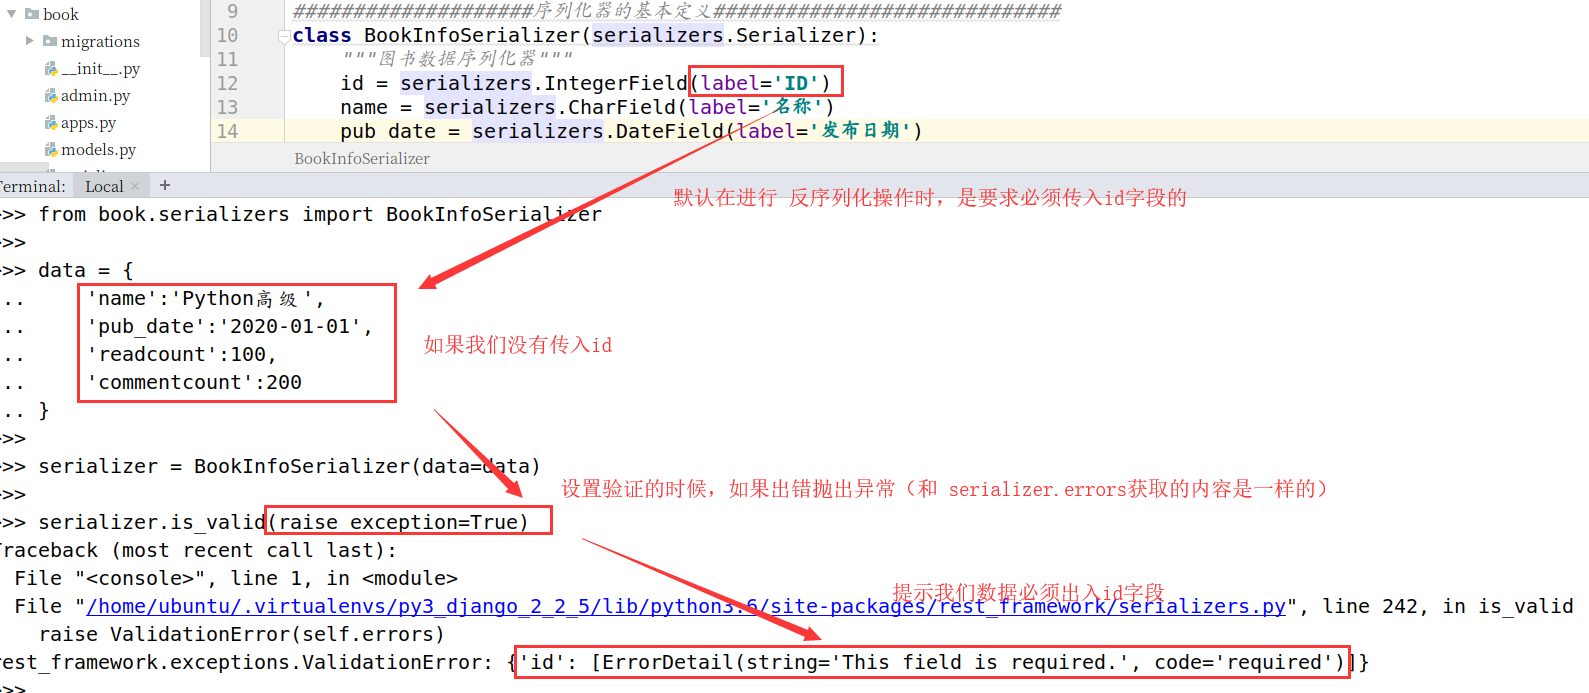 book
migrations
__init__.py
admin.py
apps.py
models.py
9 ####################序列化器的基本定义#############################
10 class BookInfoSerializer(serializers.Serializer):
11 """图书数据序列化器"""
12 id = serializers.IntegerField(label='ID')
13 name = serializers.CharField(label='名称')
14 pub_date = serializers.DateField(label='发布日期')
BookInfoSerializer
Terminal: Local × +
默认在进行 反序列化操作时，是要求必须传入id字段的
>>> from book.serializers import BookInfoSerializer
>>>
>>> data = {
... 'name':'Python高级',
... 'pub_date':'2020-01-01',
如果我们没有传入id
... 'readcount':100,
... 'commentcount':200
... }
>>>
>>> serializer = BookInfoSerializer(data=data)
>>>
设置验证的时候，如果出错抛出异常（和 serializer.errors获取的内容是一样的）
>>> serializer.is_valid(raise_exception=True)
Traceback (most recent call last):
File "<console>", line 1, in <module>
提示我们数据必须出入id字段
File "/home/ubuntu/.virtualenvs/py3_django_2_2_5/lib/python3.6/site-packages/rest_framework/serializers.py", line 242, in is_valid
raise ValidationError(self.errors)
rest_framework.exceptions.ValidationError: {'id': [ErrorDetail(string='This field is required.', code='required')]}
>>>